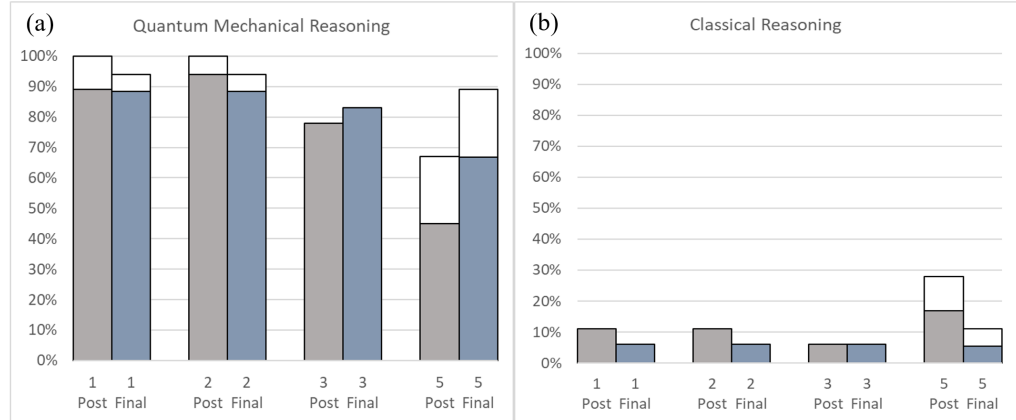 (a)
Quantum Mechanical Reasoning
100%
90%
80%
70%
60%
50%
40%
30%
20%
10%
0%
1 1 2 2 3 3 5 5
Post Final Post Final Post Final Post Final
(b)
Classical Reasoning
100%
90%
80%
70%
60%
50%
40%
30%
20%
10%
0%
1 1 2 2 3 3 5 5
Post Final Post Final Post Final Post Final